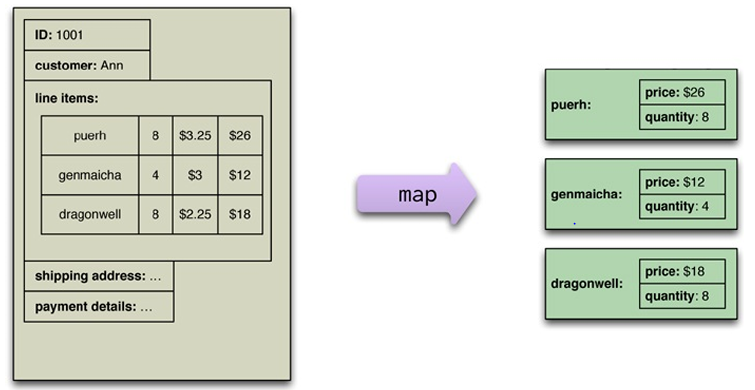 ID: 1001
customer: Ann
line items:
puerh 8 $3.25 $26
genmaicha 4 $3 $12
dragonwell 8 $2.25 $18
shipping address: ...
payment details: ...
map
puerh:
price: $26
quantity: 8
genmaicha:
price: $12
quantity: 4
dragonwell:
price: $18
quantity: 8